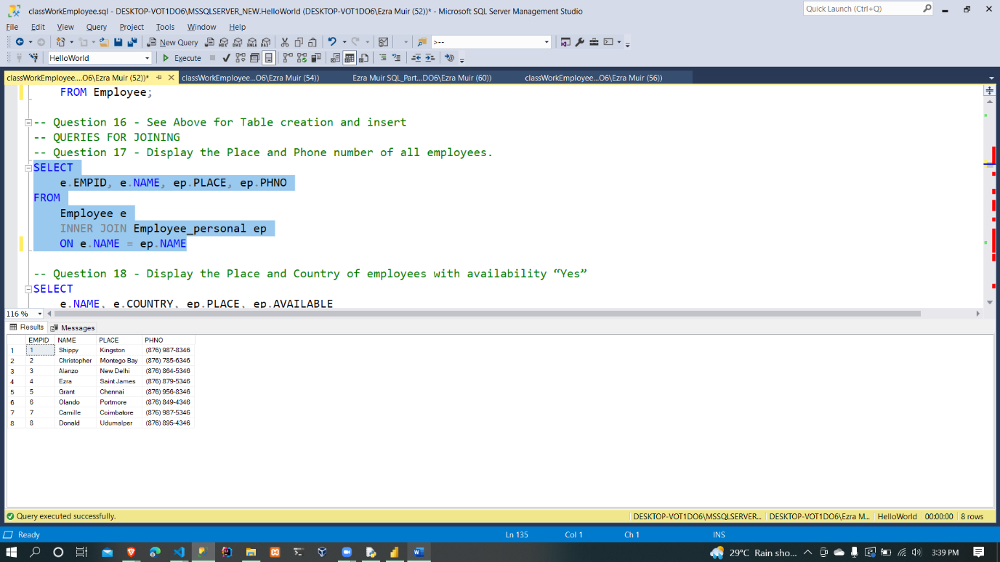 classWorkEmployee.sql - DESKTOP-VOT1DO6\MSSQLSERVER_NEW.HelloWorld (DESKTOP-VOT1DO6\Ezra Muir (52))* - Microsoft SQL Server Management Studio
Quick Launch (Ctrl+Q)
File Edit View Query Project Tools Window Help
New Query >--
HelloWorld Execute
classWorkEmployee....O6\Ezra Muir (52))* classWorkEmployee...O6\Ezra Muir (54)) Ezra Muir SQL_Part...DO6\Ezra Muir (60)) classWorkEmployee...O6\Ezra Muir (56))
FROM Employee;
-- Question 16 - See Above for Table creation and insert
-- QUERIES FOR JOINING
-- Question 17 - Display the Place and Phone number of all employees.
SELECT
e.EMPID, e.NAME, ep.PLACE, ep.PHNO
FROM
Employee e
INNER JOIN Employee_personal ep
ON e.NAME = ep.NAME
-- Question 18 - Display the Place and Country of employees with availability “Yes”
SELECT
e.NAME, e.COUNTRY, ep.PLACE, ep.AVAILABLE
116 %
Results Messages
EMPID NAME PLACE PHNO
1 1 Shippy Kingston (876) 987-8346
2 2 Christopher Montego Bay (876) 785-6346
3 3 Alanzo New Delhi (876) 864-5346
4 4 Ezra Saint James (876) 879-5346
5 5 Grant Chennai (876) 956-8346
6 6 Olando Portmore (876) 849-4346
7 7 Camille Coimbatore (876) 987-5346
8 8 Donald Udumalper (876) 895-4346
Query executed successfully. DESKTOP-VOT1DO6\MSSQLSERVER... DESKTOP-VOT1DO6\Ezra M... HelloWorld 00:00:00 8 rows
Ready Ln 135 Col 1 Ch 1 INS
29°C Rain sho... 3:39 PM